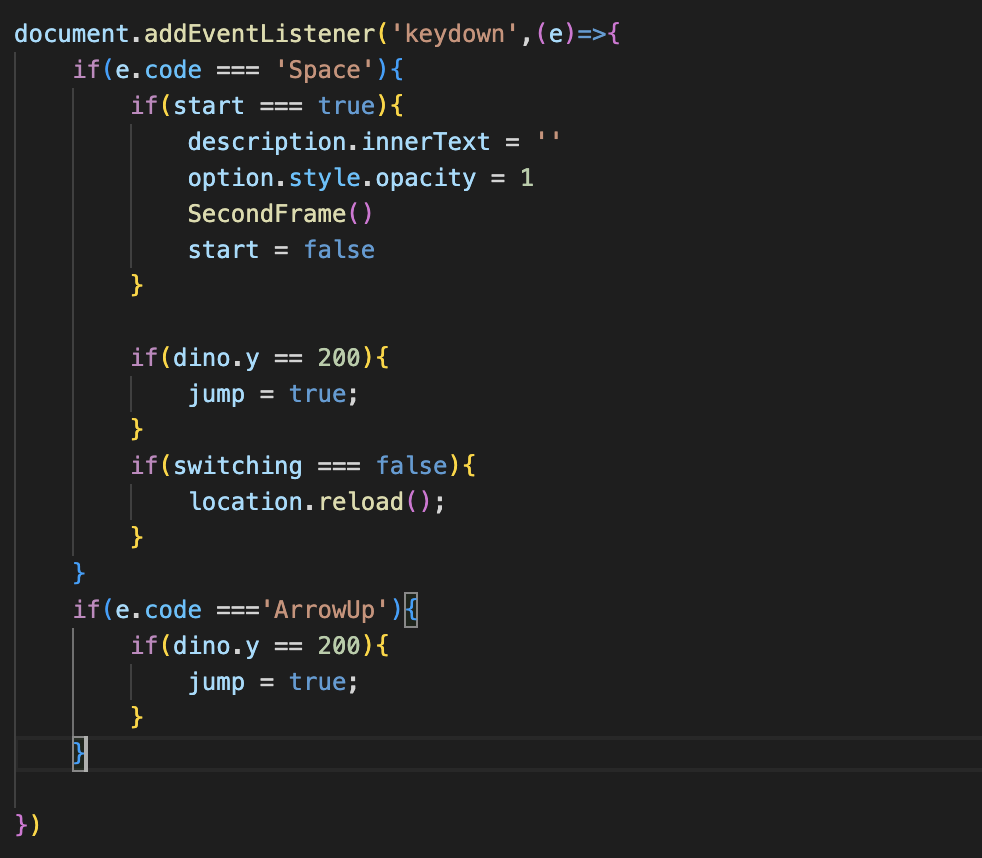 document.addEventListener('keydown',(e)=>{
    if(e.code === 'Space'){
        if(start === true){
            description.innerText = ''
            option.style.opacity = 1
            SecondFrame()
            start = false
        }

        if(dino.y == 200){
            jump = true;
        }
        if(switching === false){
            location.reload();
        }
    }
    if(e.code ==='ArrowUp'){
        if(dino.y == 200){
            jump = true;
        }
    }

})